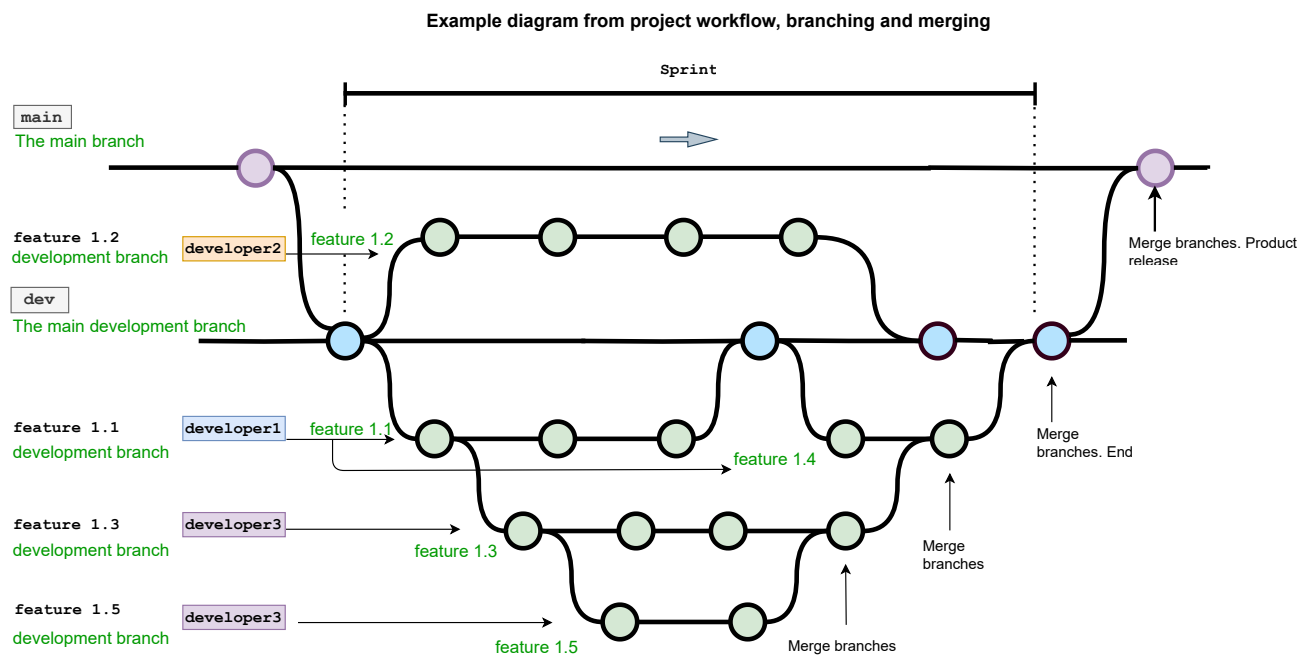 Example diagram from project workflow, branching and merging
Sprint
main
The main branch
feature 1.2
development branch
developer2
feature 1.2
Merge branches. Product
release
dev
The main development branch
feature 1.1
development branch
developer1
feature 1.1
feature 1.4
Merge
branches. End
feature 1.3
development branch
developer3
feature 1.3
Merge
branches
feature 1.5
development branch
developer3
feature 1.5
Merge branches